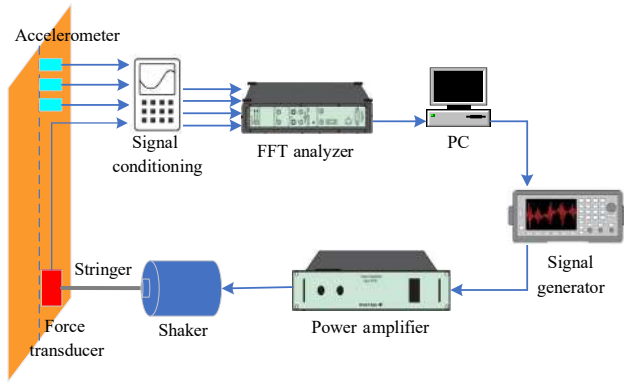 Accelerometer
Signal
conditioning
FFT analyzer
PC
Signal
generator
Stringer
Force
transducer
Shaker
Power amplifier